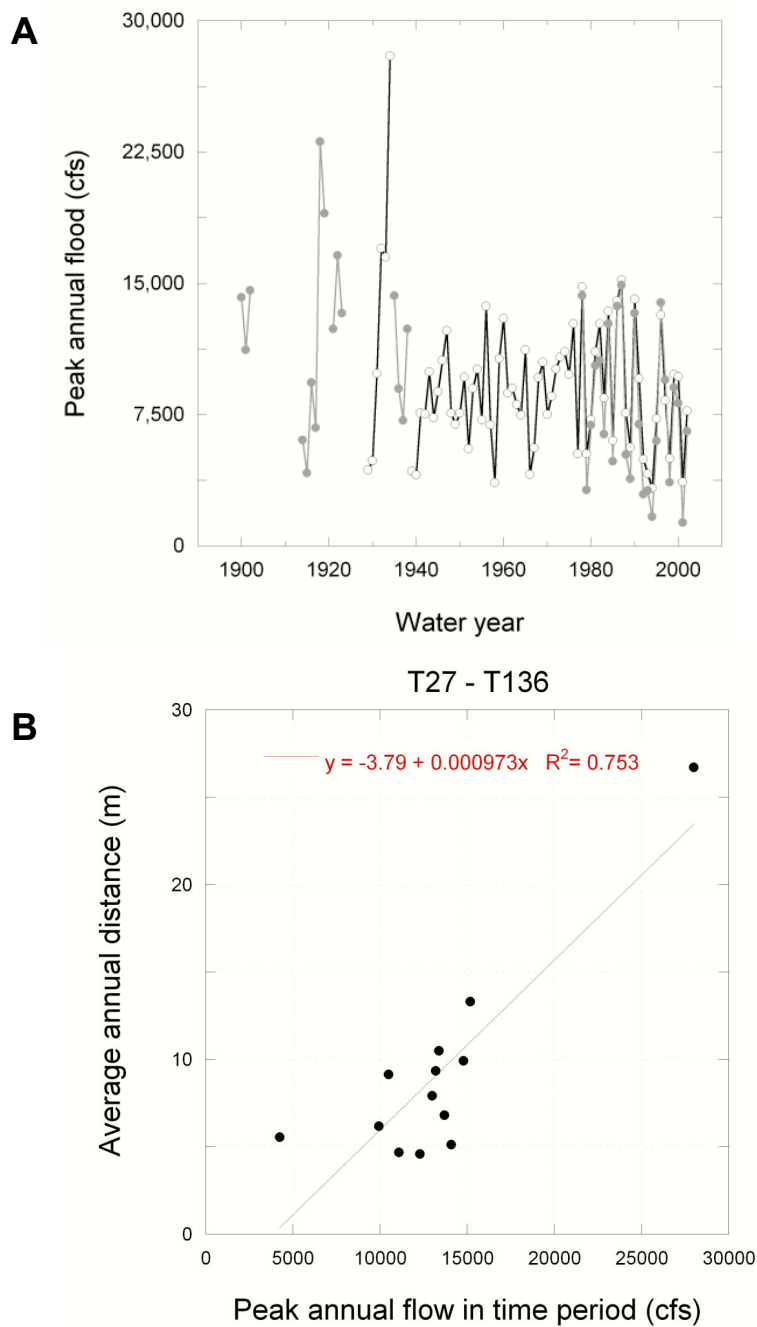 A
30,000
22,500
15,000
7,500
0
Peak annual flood (cfs)
1900 1920 1940 1960 1980 2000
Water year
B
T27 - T136
30
20
10
0
Average annual distance (m)
y = -3.79 + 0.000973x R²= 0.753
0 5000 10000 15000 20000 25000 30000
Peak annual flow in time period (cfs)